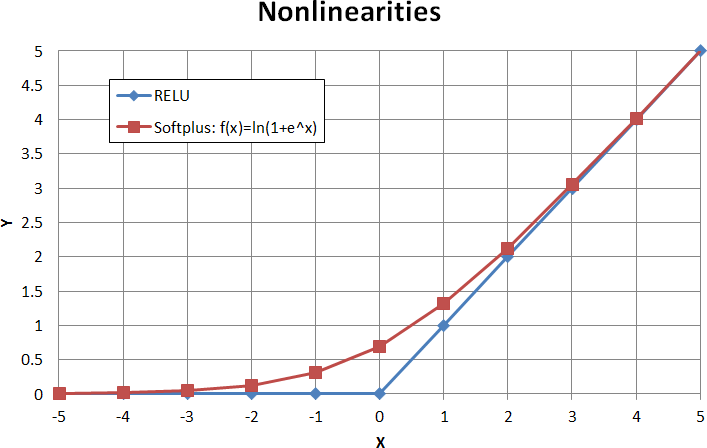 Nonlinearities
5
4.5
4
3.5
3
2.5
2
1.5
1
0.5
0
Y
RELU
Softplus: f(x)=ln(1+e^x)
-5 -4 -3 -2 -1 0 1 2 3 4 5
X